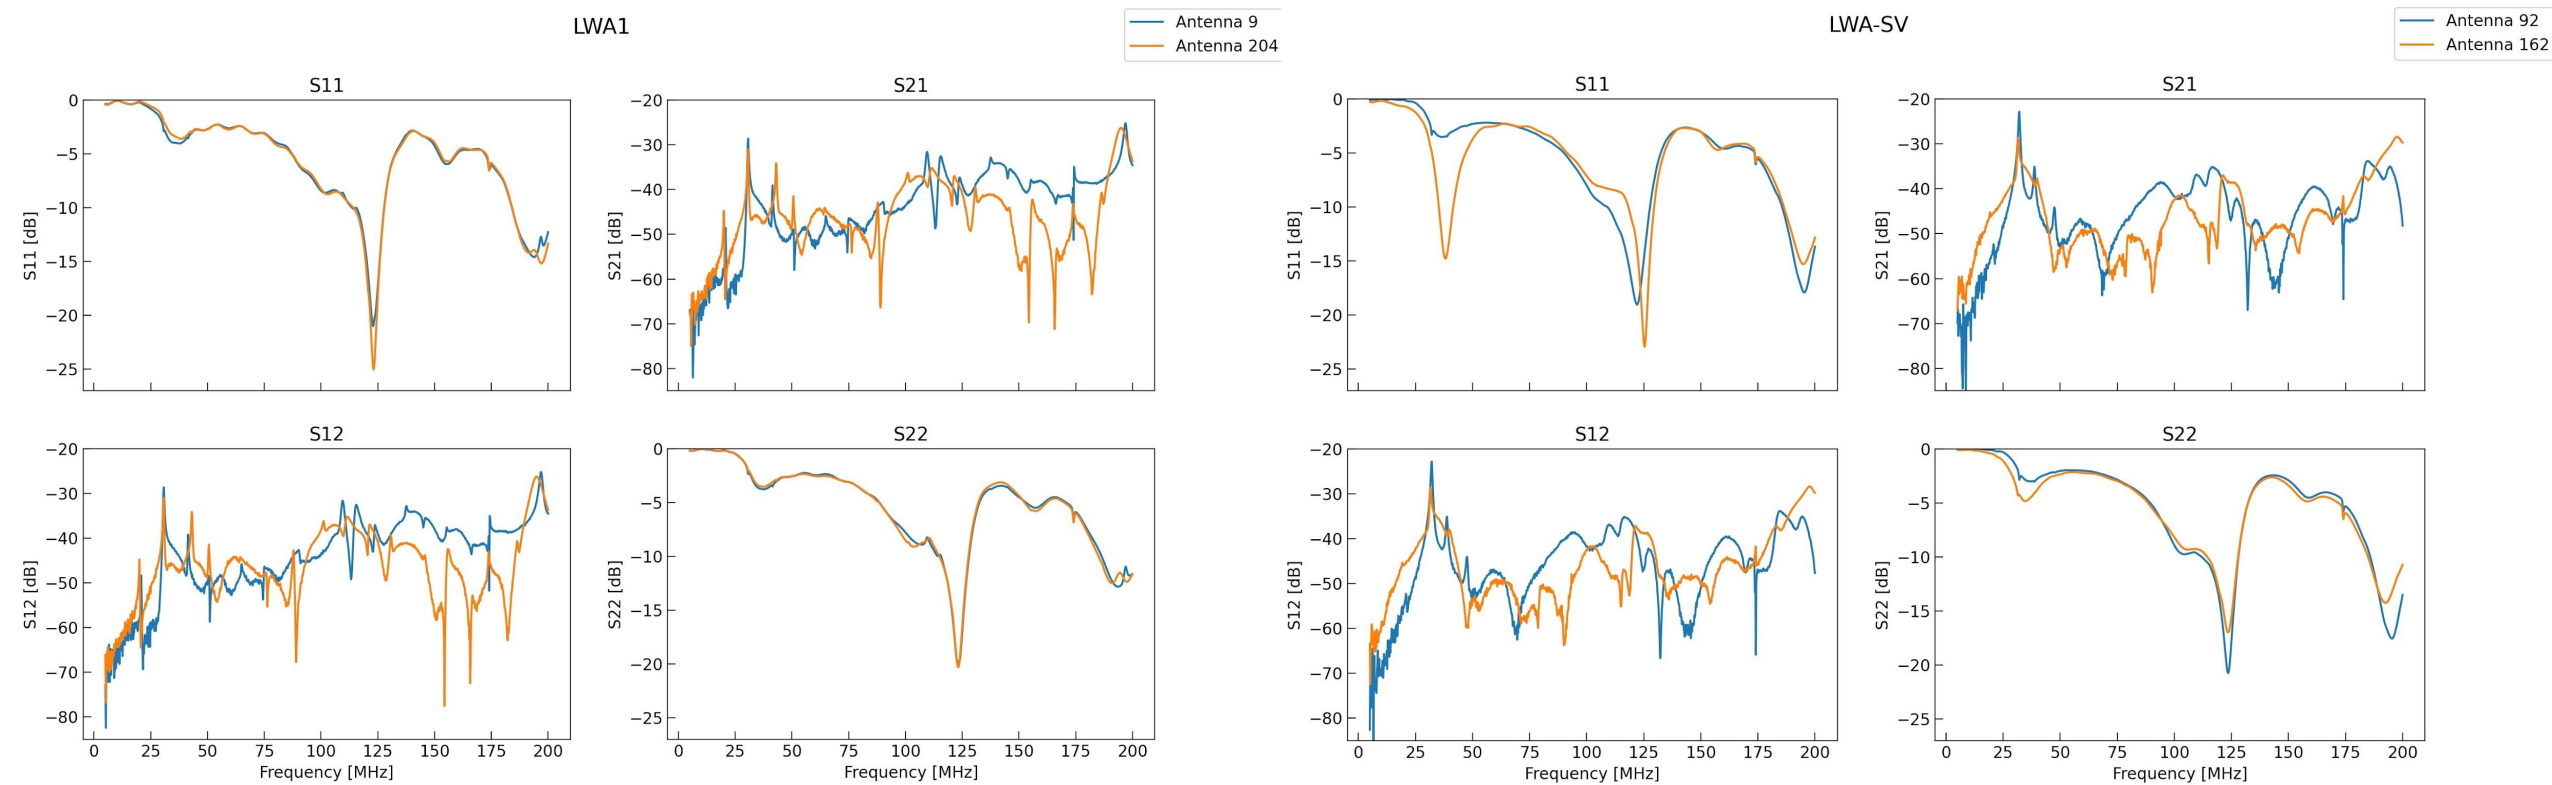 LWA1
Antenna 9
Antenna 204
S11
0
−5
−10
−15
−20
−25
S11 [dB]
S21
−20
−30
−40
−50
−60
−70
−80
S21 [dB]
S12
−20
−30
−40
−50
−60
−70
−80
S12 [dB]
0 25 50 75 100 125 150 175 200
Frequency [MHz]
S22
0
−5
−10
−15
−20
−25
S22 [dB]
0 25 50 75 100 125 150 175 200
Frequency [MHz]
LWA-SV
Antenna 92
Antenna 162
S11
0
−5
−10
−15
−20
−25
S11 [dB]
S21
−20
−30
−40
−50
−60
−70
−80
S21 [dB]
S12
−20
−30
−40
−50
−60
−70
−80
S12 [dB]
0 25 50 75 100 125 150 175 200
Frequency [MHz]
S22
0
−5
−10
−15
−20
−25
S22 [dB]
0 25 50 75 100 125 150 175 200
Frequency [MHz]